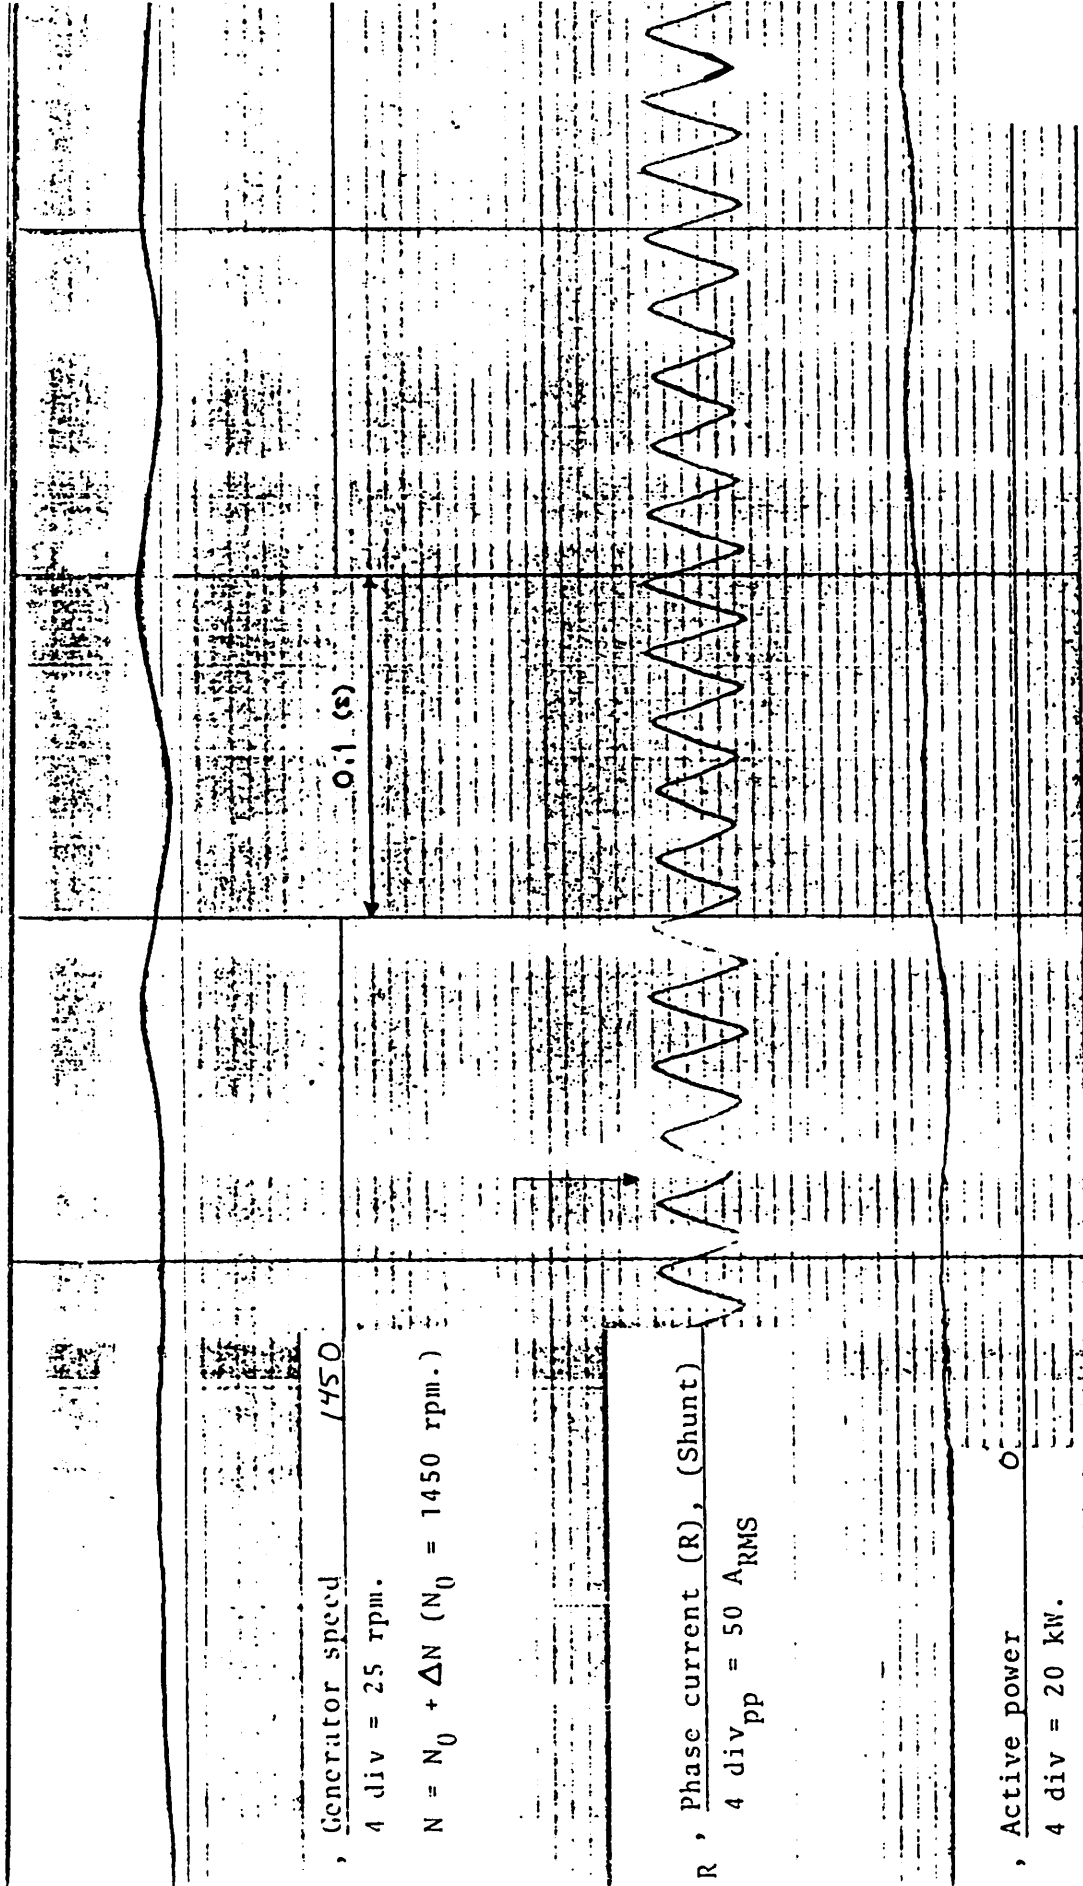 0,1 (s)
, Generator speed 1450
4 div = 25 rpm.
N = N0 + ΔN (N0 = 1450 rpm.)
R , Phase current (R), (Shunt)
4 divpp = 50 ARMS
0
, Active power
4 div = 20 kW.